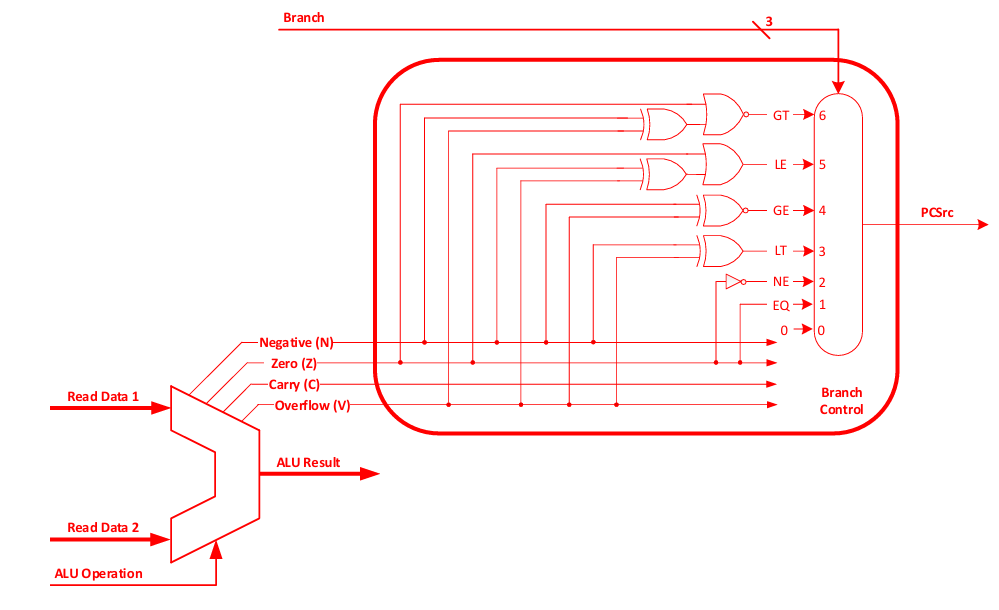 Branch
3
GT 6
LE 5
GE 4
PCSrc
LT 3
NE 2
EQ 1
0 0
Negative (N)
Zero (Z)
Carry (C)
Overflow (V)
Branch
Control
Read Data 1
ALU Result
Read Data 2
ALU Operation